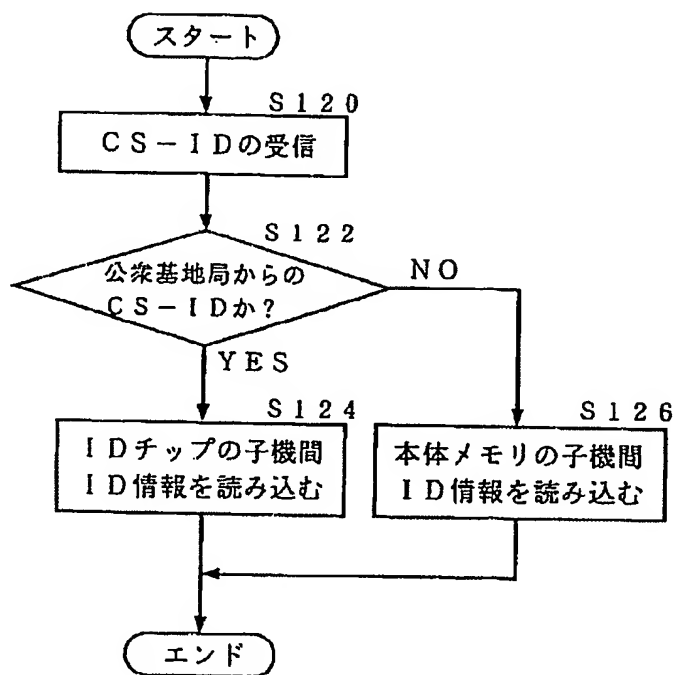 スタート
S120
CS-IDの受信
S122
公衆基地局からの
CS-IDか?
NO
YES
S124
IDチップの子機間
ID情報を読み込む
S126
本体メモリの子機間
ID情報を読み込む
エンド